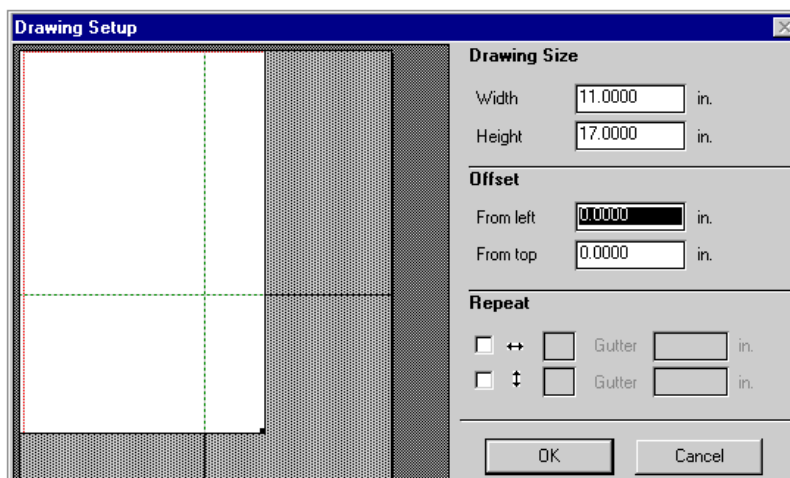 Drawing Setup
Drawing Size
Width 11.0000 in.
Height 17.0000 in.
Offset
From left 0.0000 in.
From top 0.0000 in.
Repeat
Gutter in.
Gutter in.
OK Cancel